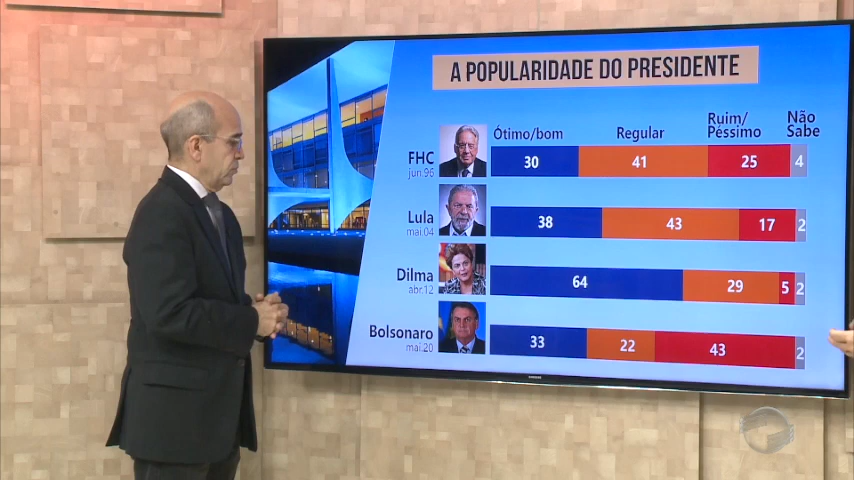 A POPULARIDADE DO PRESIDENTE
Ótimo/bom Regular Ruim/ Péssimo Não Sabe
FHC jun.96 30 41 25 4
Lula mai.04 38 43 17 2
Dilma abr.12 64 29 5 2
Bolsonaro mai.20 33 22 43 2
SAMSUNG